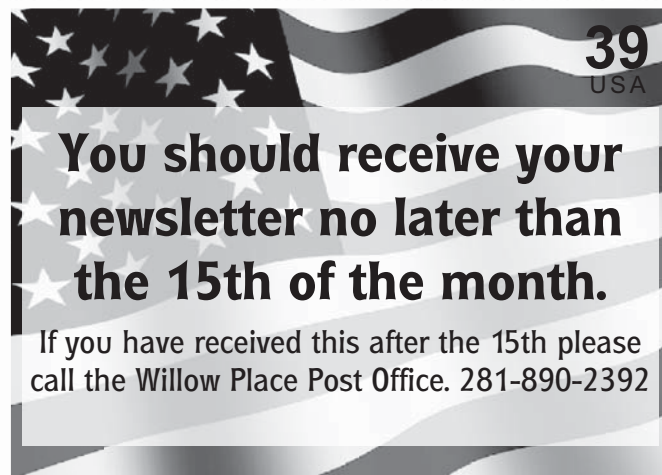 39
USA
You should receive your
newsletter no later than
the 15th of the month.
If you have received this after the 15th please
call the Willow Place Post Office. 281-890-2392